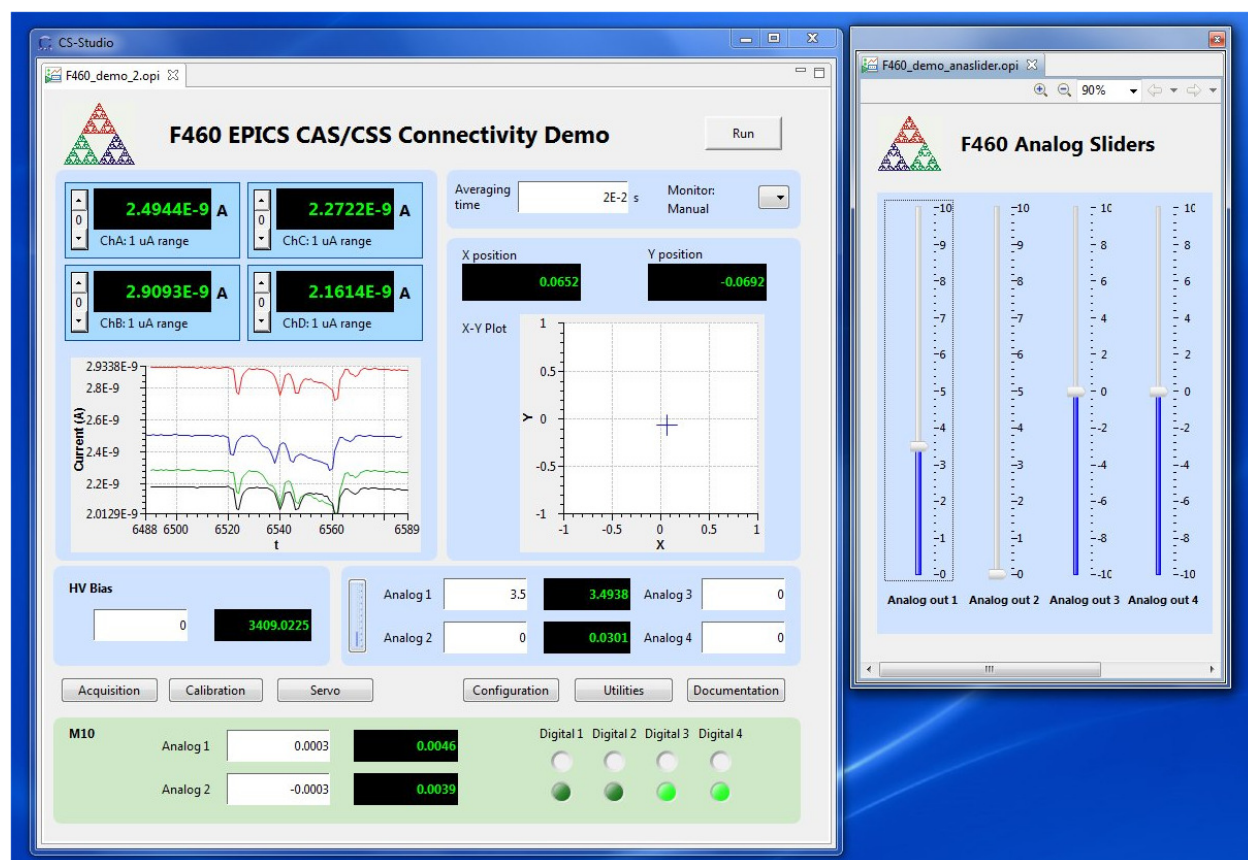 CS-Studio
F460_demo_2.opi
F460 EPICS CAS/CSS Connectivity Demo
Run
0 2.4944E-9 A
ChA: 1 uA range
0 2.2722E-9 A
ChC: 1 uA range
0 2.9093E-9 A
ChB: 1 uA range
0 2.1614E-9 A
ChD: 1 uA range
Averaging
time
2E-2 s
Monitor:
Manual
X position
0.0652
Y position
-0.0692
Current (A)
2.9338E-9
2.8E-9
2.6E-9
2.4E-9
2.2E-9
2.0129E-9
6488 6500 6520 6540 6560 6589
t
X-Y Plot
Y
1
0.5
0
-0.5
-1
-1 -0.5 0 0.5 1
X
HV Bias
0 3409.0225
Analog 1 3.5 3.4938 Analog 3 0
Analog 2 0 0.0301 Analog 4 0
Acquisition Calibration Servo Configuration Utilities Documentation
M10
Analog 1 0.0003 0.0046
Analog 2 -0.0003 0.0039
Digital 1 Digital 2 Digital 3 Digital 4
F460_demo_anaslider.opi
90%
F460 Analog Sliders
10 10 10 10
9 9 8 8
8 8 6 6
7 7 4 4
6 6 2 2
5 5 0 0
4 4 -2 -2
3 3 -4 -4
2 2 -6 -6
1 1 -8 -8
0 0 -10 -10
Analog out 1 Analog out 2 Analog out 3 Analog out 4